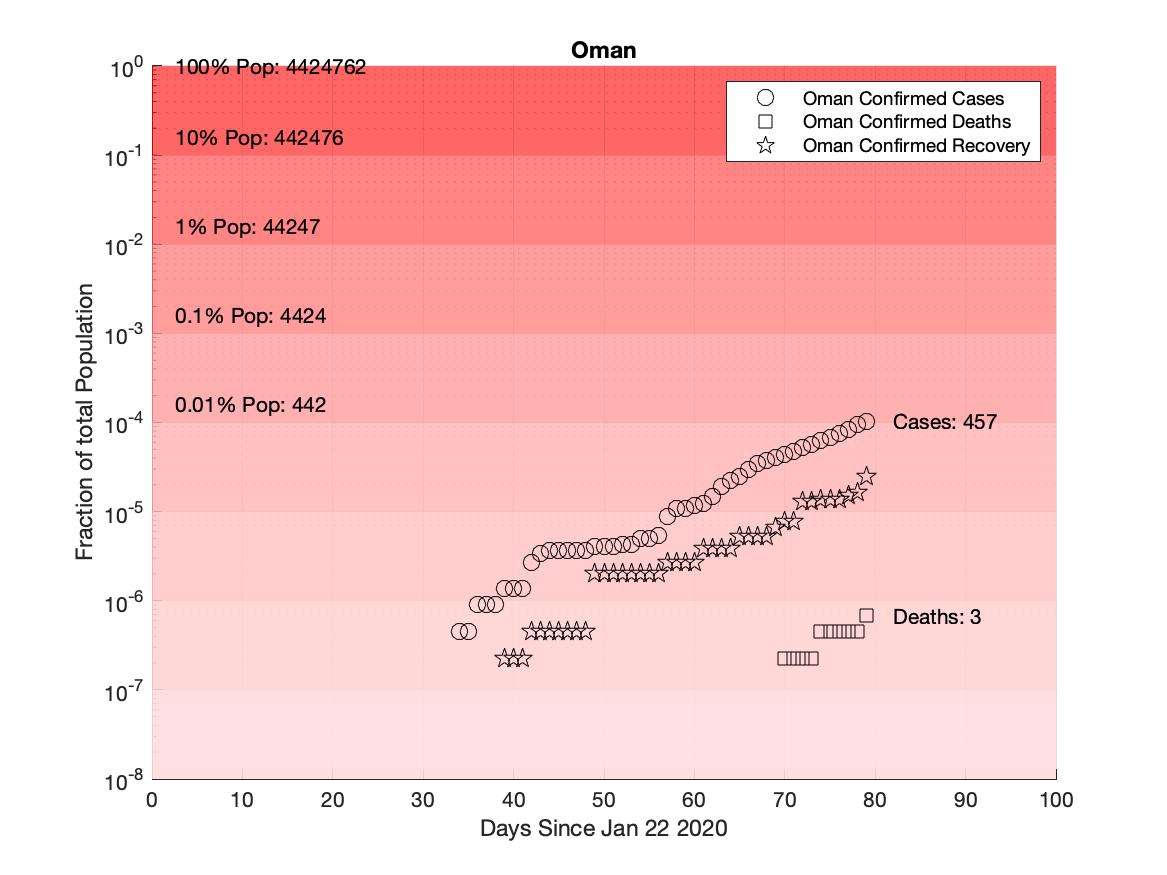 Oman
10^0
100% Pop: 4424762
Oman Confirmed Cases
Oman Confirmed Deaths
Oman Confirmed Recovery
10% Pop: 442476
10^-1
1% Pop: 44247
10^-2
0.1% Pop: 4424
10^-3
0.01% Pop: 442
10^-4
Cases: 457
10^-5
10^-6
Deaths: 3
10^-7
10^-8
Fraction of total Population
0 10 20 30 40 50 60 70 80 90 100
Days Since Jan 22 2020